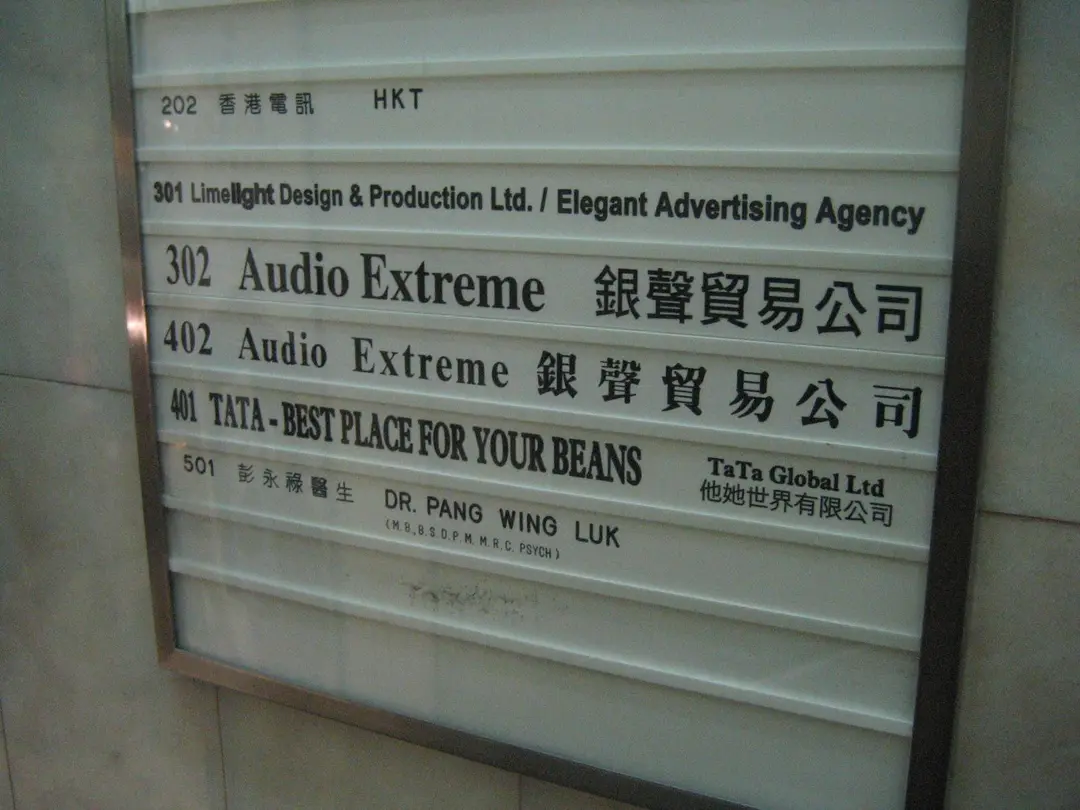 202 香港電訊 HKT
301 Limelight Design & Production Ltd. / Elegant Advertising Agency
302 Audio Extreme 銀聲貿易公司
402 Audio Extreme 銀聲貿易公司
401 TATA - BEST PLACE FOR YOUR BEANS TaTa Global Ltd
他她世界有限公司
501 彭永祿醫生 DR. PANG WING LUK
(M.B.,B.S.D.P.M. M.R.C. PSYCH)